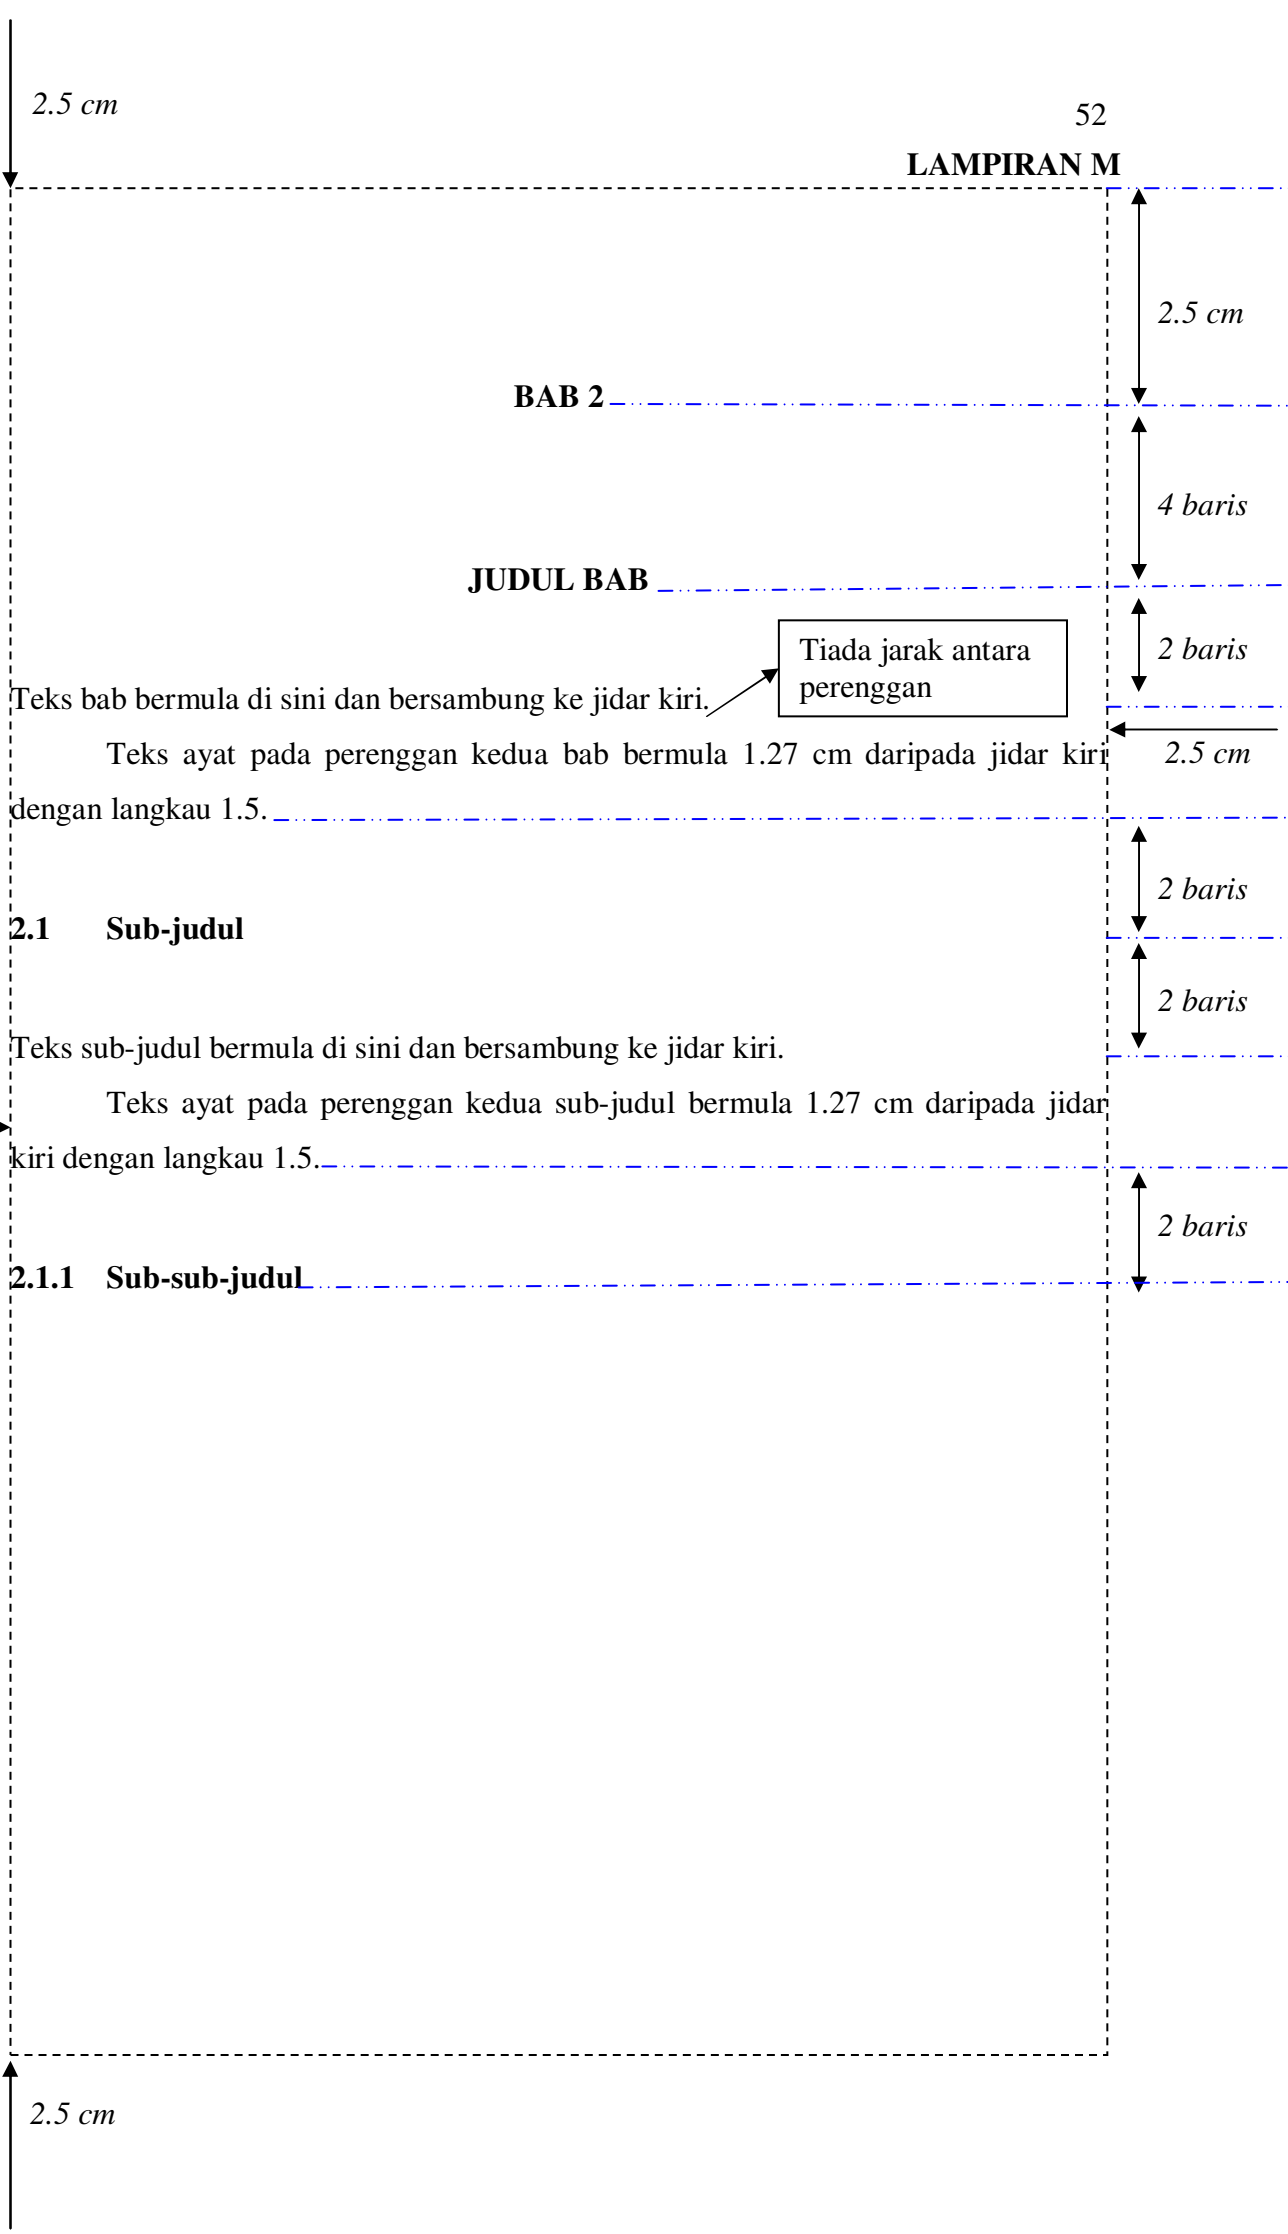 2.5 cm
52
LAMPIRAN M
2.5 cm
BAB 2
4 baris
JUDUL BAB
2 baris
Tiada jarak antara
perenggan
Teks bab bermula di sini dan bersambung ke jidar kiri.
Teks ayat pada perenggan kedua bab bermula 1.27 cm daripada jidar kiri
2.5 cm
dengan langkau 1.5.
2 baris
2.1 Sub-judul
2 baris
Teks sub-judul bermula di sini dan bersambung ke jidar kiri.
Teks ayat pada perenggan kedua sub-judul bermula 1.27 cm daripada jidar
kiri dengan langkau 1.5.
2 baris
2.1.1 Sub-sub-judul
2.5 cm